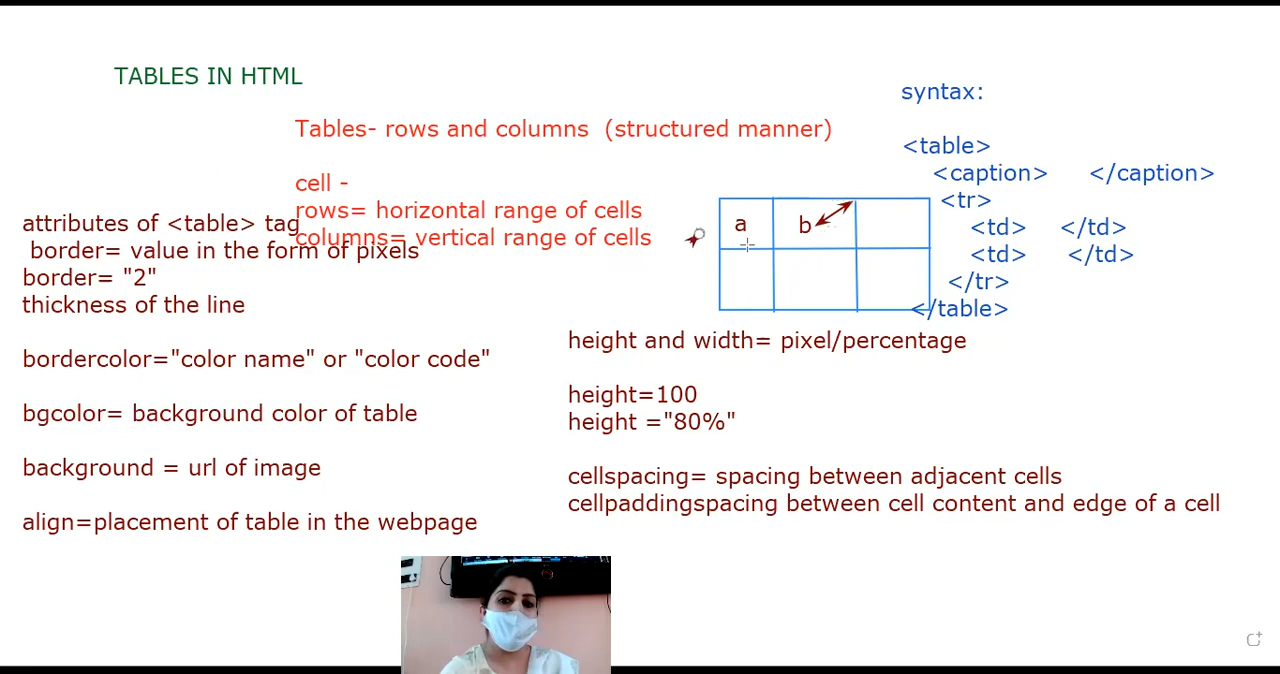 TABLES IN HTML
Tables- rows and columns  (structured manner)
cell -
rows= horizontal range of cells
columns= vertical range of cells
attributes of <table> tag
border= value in the form of pixels
border= "2"
thickness of the line
bordercolor="color name" or "color code"
bgcolor= background color of table
background = url of image
align=placement of table in the webpage
a
b
syntax:
<table>
<caption>      </caption>
<tr>
<td>     </td>
<td>      </td>
</tr>
</table>
height and width= pixel/percentage
height=100
height ="80%"
cellspacing= spacing between adjacent cells
cellpaddingspacing between cell content and edge of a cell